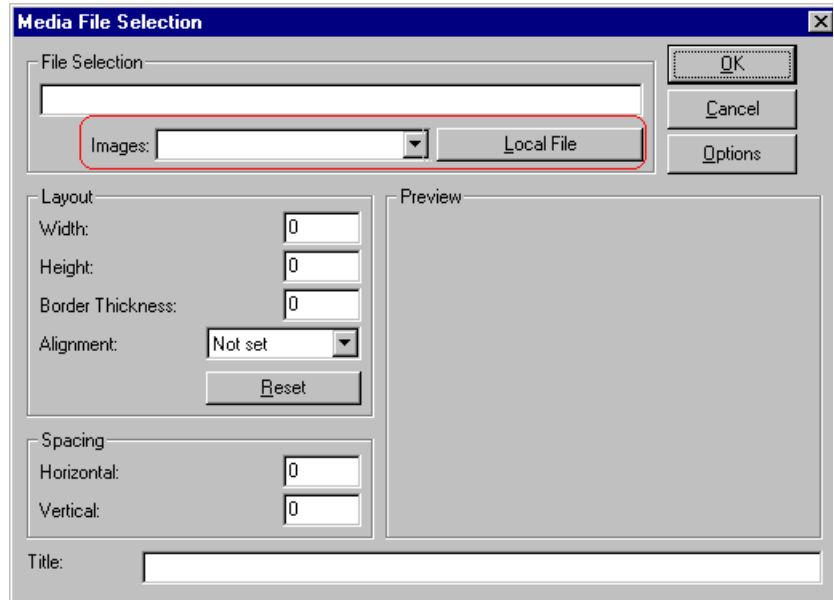 Media File Selection
File Selection
OK
Cancel
Images:
Local File
Options
Layout
Width: 0
Height: 0
Border Thickness: 0
Alignment: Not set
Reset
Preview
Spacing
Horizontal: 0
Vertical: 0
Title: